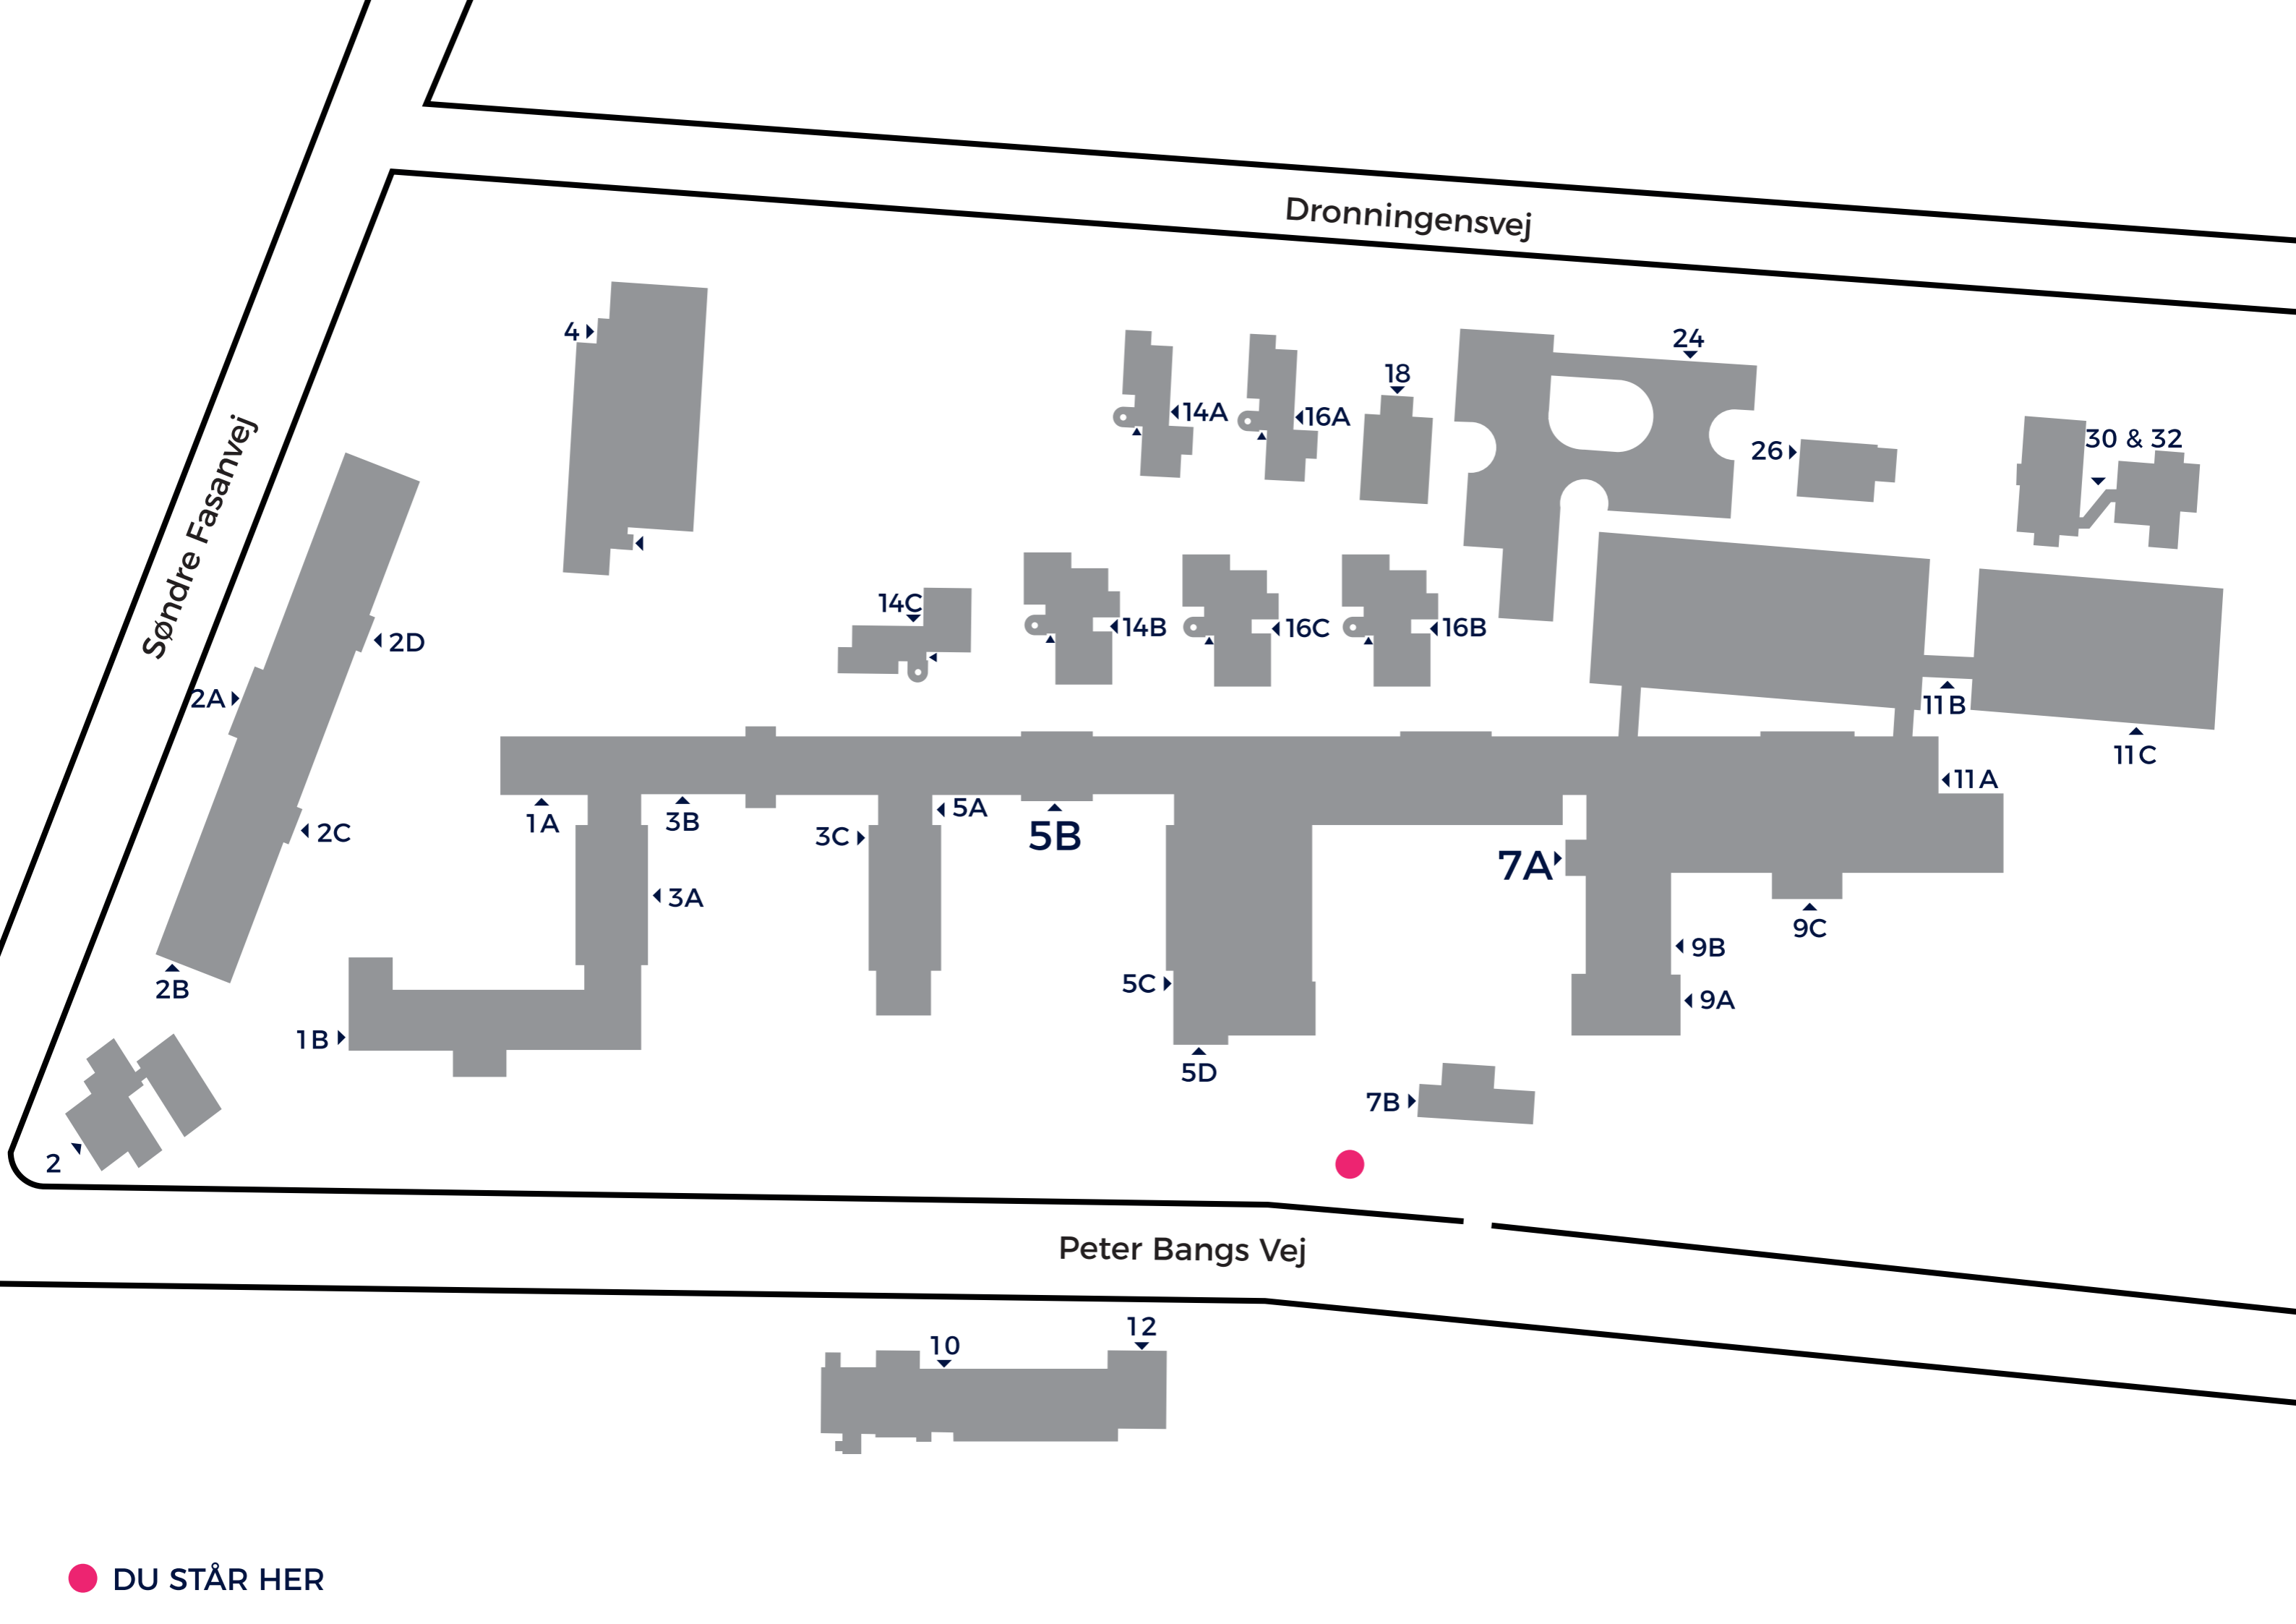 Dronningensvej
Søndre Fasanvej
4
24
18
14A
16A
26
30 & 32
14C
14B
16C
16B
2D
2A
11B
11C
11A
1A
3B
5A
3C
5B
2C
7A
3A
9C
9B
5C
2B
9A
1B
5D
7B
2
Peter Bangs Vej
12
10
DU STÅR HER